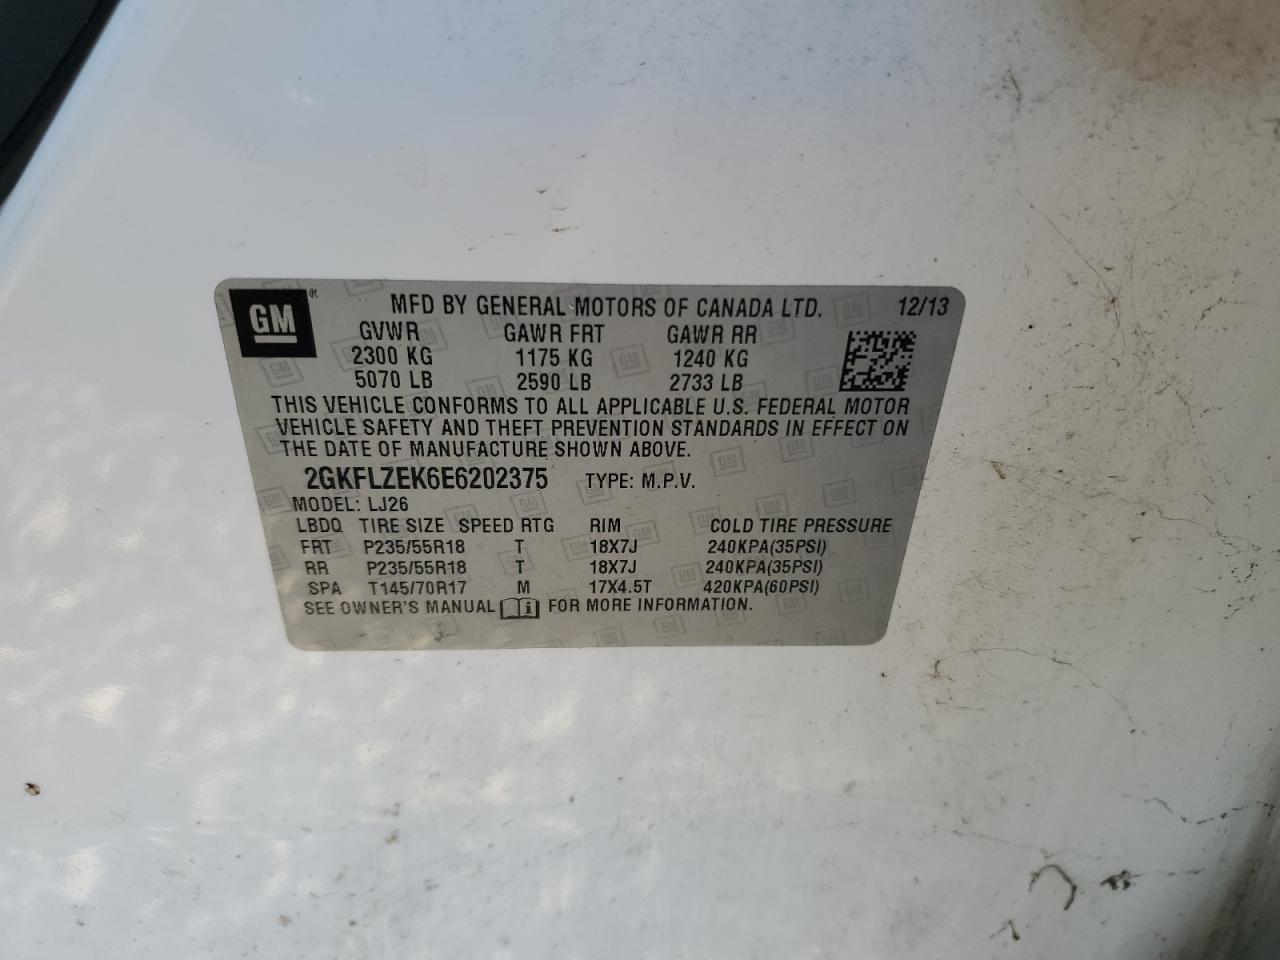 GM® MFD BY GENERAL MOTORS OF CANADA LTD. 12/13
GVWR GAWR FRT GAWR RR
2300 KG 1175 KG 1240 KG
5070 LB 2590 LB 2733 LB
THIS VEHICLE CONFORMS TO ALL APPLICABLE U.S. FEDERAL MOTOR
VEHICLE SAFETY AND THEFT PREVENTION STANDARDS IN EFFECT ON
THE DATE OF MANUFACTURE SHOWN ABOVE.
2GKFLZEK6E6202375 TYPE: M.P.V.
MODEL: LJ26
LBDQ TIRE SIZE SPEED RTG RIM COLD TIRE PRESSURE
FRT P235/55R18 T 18X7J 240KPA(35PSI)
RR P235/55R18 T 18X7J 240KPA(35PSI)
SPA T145/70R17 M 17X4.5T 420KPA(60PSI)
SEE OWNER'S MANUAL i FOR MORE INFORMATION.